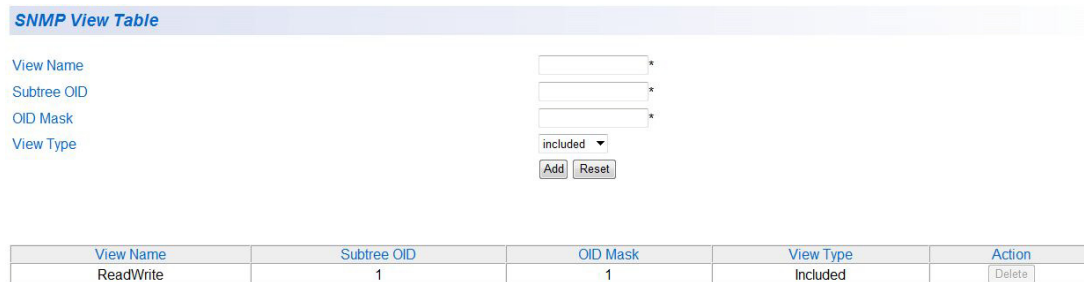 SNMP View Table
View Name *
Subtree OID *
OID Mask *
View Type included
Add Reset
View Name Subtree OID OID Mask View Type Action
ReadWrite 1 1 Included Delete